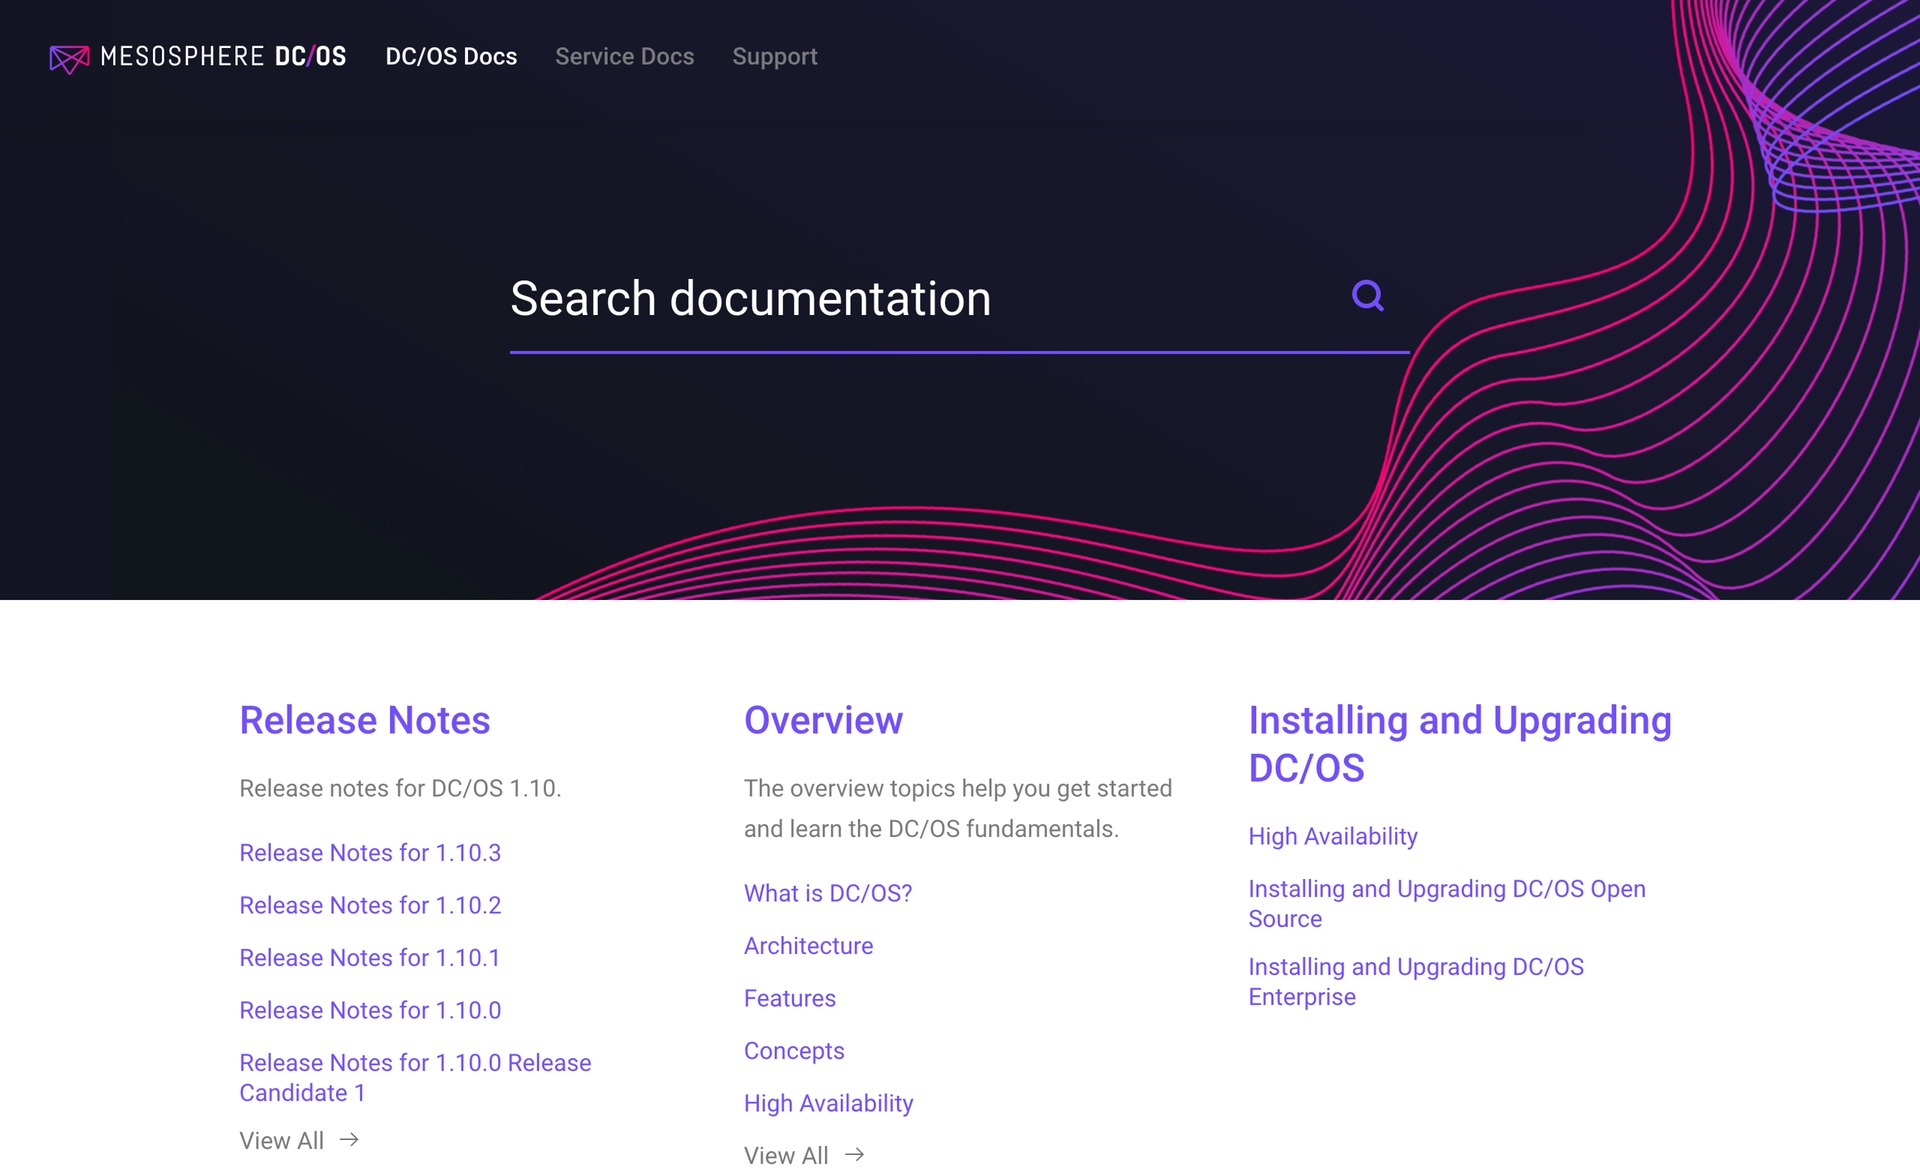 MESOSPHERE DC/OS DC/OS Docs Service Docs Support
Search documentation
Release Notes
Release notes for DC/OS 1.10.
Release Notes for 1.10.3
Release Notes for 1.10.2
Release Notes for 1.10.1
Release Notes for 1.10.0
Release Notes for 1.10.0 Release
Candidate 1
View All →
Overview
The overview topics help you get started
and learn the DC/OS fundamentals.
What is DC/OS?
Architecture
Features
Concepts
High Availability
View All →
Installing and Upgrading
DC/OS
High Availability
Installing and Upgrading DC/OS Open
Source
Installing and Upgrading DC/OS
Enterprise